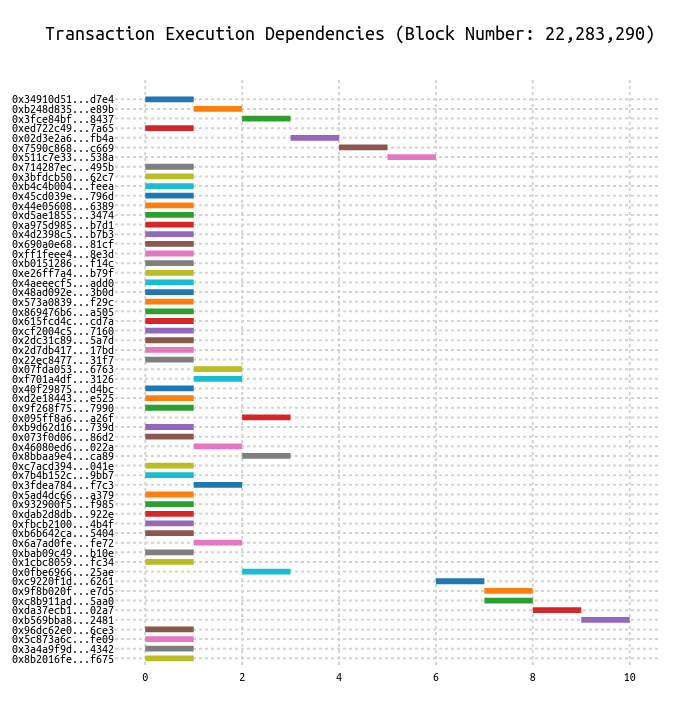 Transaction Execution Dependencies (Block Number: 22,283,290)
0x34910d51...d7e4
0xb248d835...e89b
0x3fce84bf...8437
0xed722c49...7a65
0x02d3e2a6...fb4a
0x7590c868...c669
0x511c7e33...538a
0x714287ec...495b
0x3bfdcb50...62c7
0xb4c4b004...feea
0x45cd039e...796d
0x44e05608...6389
0xd5ae1855...3474
0xa975d985...b7d1
0x4d2398c5...b7b3
0x690a0e68...81cf
0xff1feee4...8e3d
0xb0151286...f14c
0xe26ff7a4...b79f
0x4aeeecf5...add0
0x48ad092e...3b0d
0x573a0839...f29c
0x869476b6...a505
0x615fcd4c...cd7a
0xcf2004c5...7160
0x2dc31c89...5a7d
0x2d7db417...17bd
0x22ec8477...31f7
0x07fda053...6763
0xf701a4df...3126
0x40f29875...d4bc
0xd2e18443...e525
0x9f268f75...7990
0x095ff8a6...a26f
0xb9d62d16...739d
0x073f0d06...86d2
0x46080ed6...022a
0x8bbaa9e4...ca89
0xc7acd394...041e
0x7b4b152c...9bb7
0x3fdea784...f7c3
0x5ad4dc66...a379
0x932900f5...f985
0xdab2d8db...922e
0xfbcb2100...4b4f
0xb6b642ca...5404
0x6a7ad0fe...fe72
0xbab09c49...b10e
0x1cbc8059...fc34
0x0fbe6966...25ae
0xc9220f1d...6261
0x9f8b020f...e7d5
0xc8b911ad...5aa0
0xda37ecb1...02a7
0xb569bba8...2481
0x96dc62e0...6ce3
0x5c873a6c...fe09
0x3a4a9f9d...4342
0x8b2016fe...f675
0 2 4 6 8 10